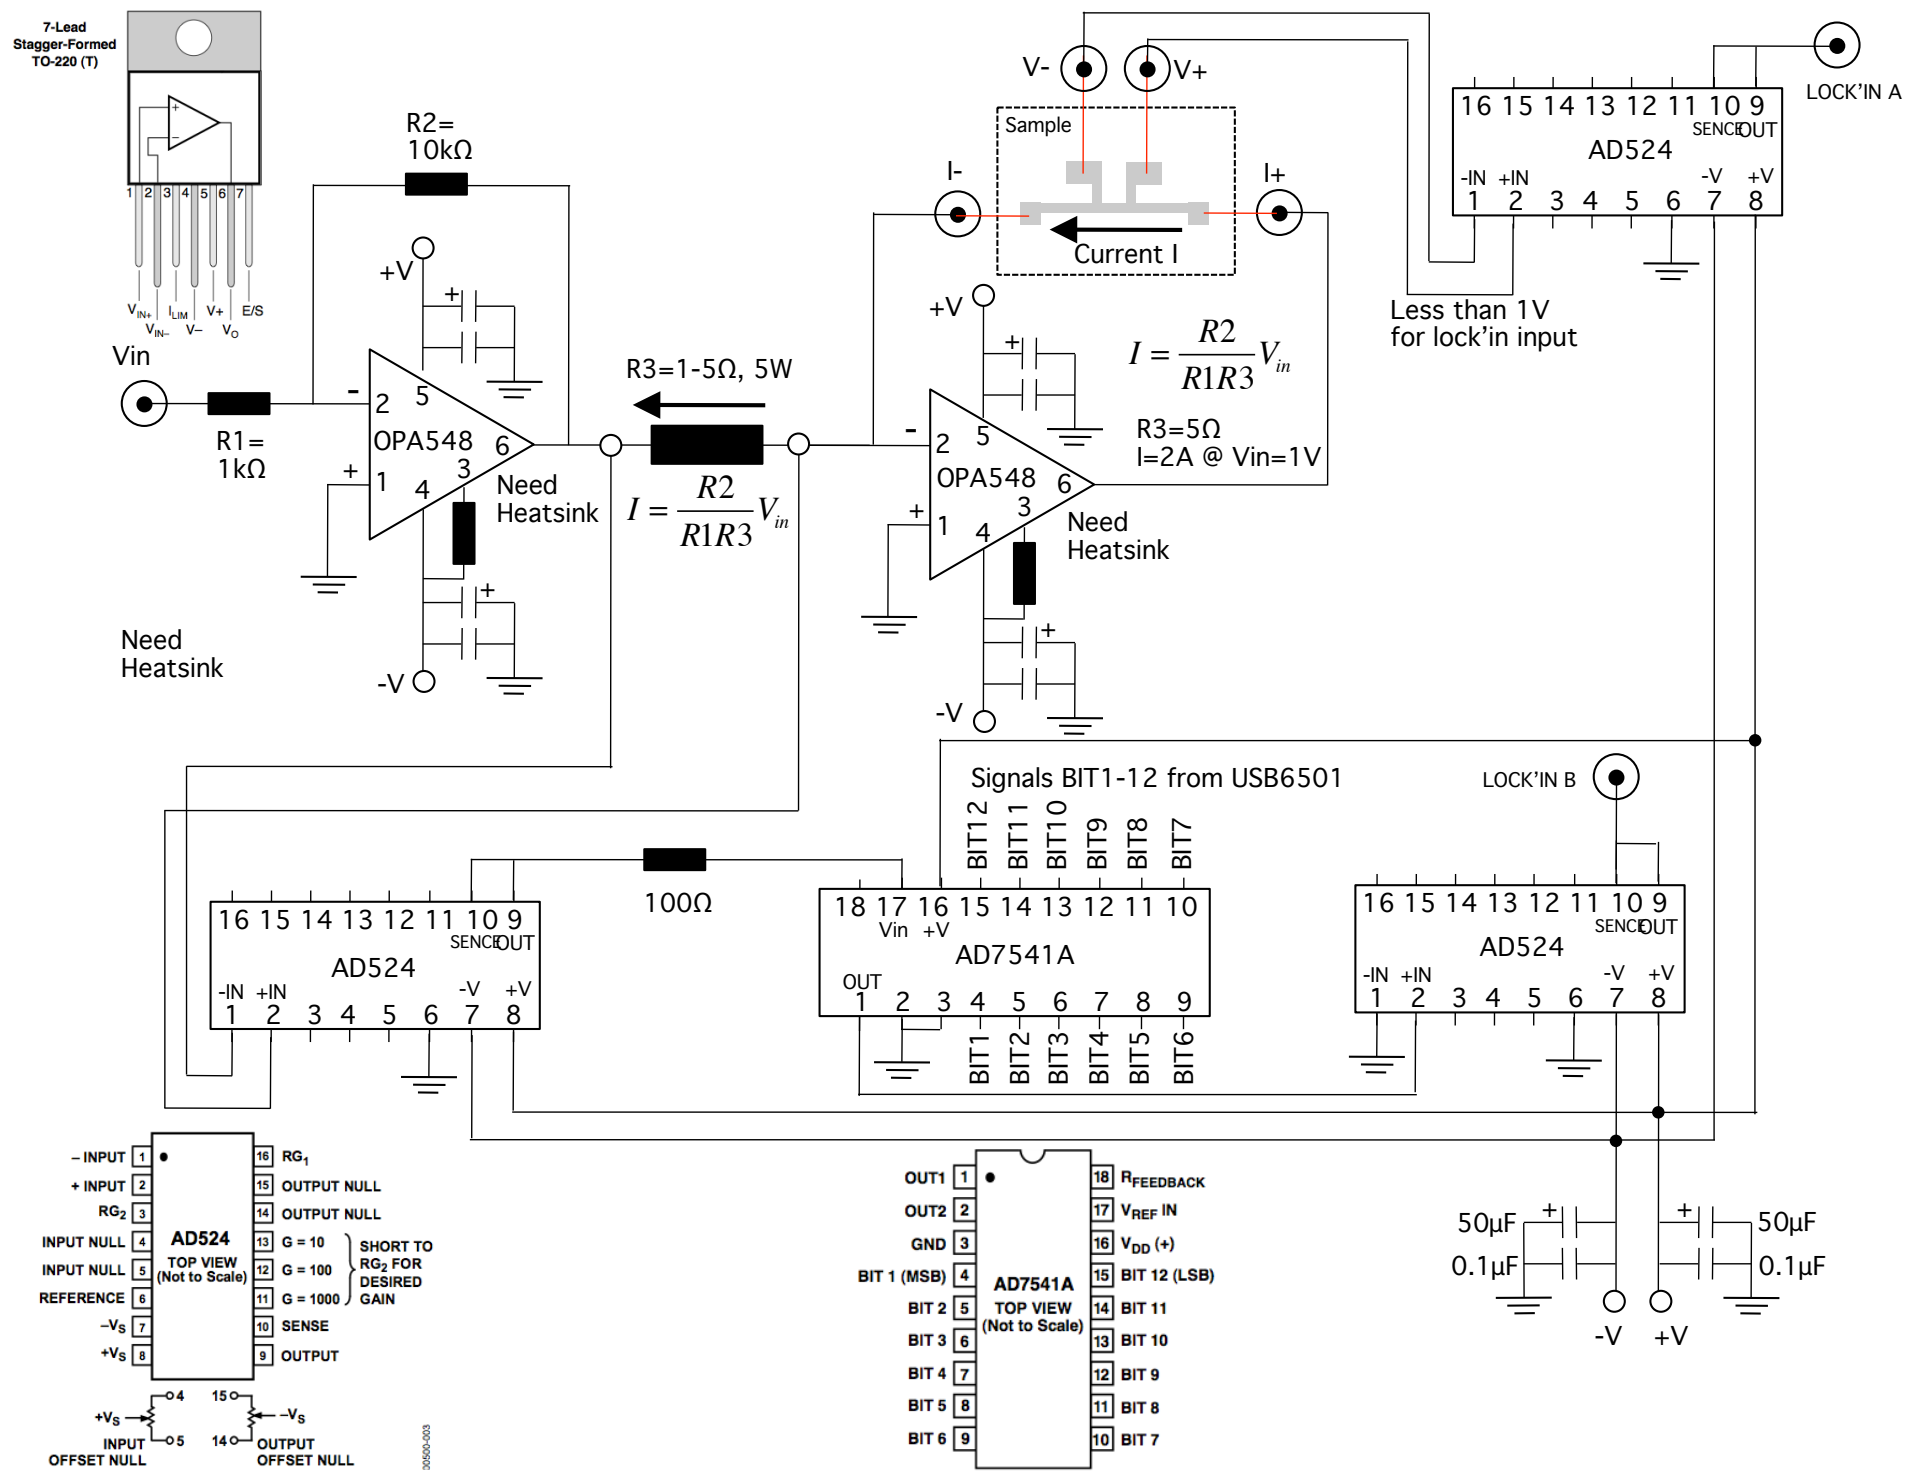 7-Lead
Stagger-Formed
TO-220 (T)
+
−
1 2 3 4 5 6 7
VIN+ ILIM V+ E/S
VIN− V− VO
Vin
R1=
1kΩ
R2=
10kΩ
+V
+
- 2 5
OPA548 6
+ 1 4 3
Need
Heatsink
+
-V
Need
Heatsink
R3=1-5Ω, 5W
I = R2
R1R3 Vin
V- V+
Sample
I- I+
Current I
+V
+
I = R2
R1R3 Vin
R3=5Ω
I=2A @ Vin=1V
- 2 5
OPA548 6
+ 1 4 3
Need
Heatsink
+
-V
LOCK'IN A
16 15 14 13 12 11 10 9
SENCE OUT
AD524
-IN +IN -V +V
1 2 3 4 5 6 7 8
Less than 1V
for lock'in input
Signals BIT1-12 from USB6501
LOCK'IN B
BIT12 BIT11 BIT10 BIT9 BIT8 BIT7
100Ω
16 15 14 13 12 11 10 9
SENCE OUT
AD524
-IN +IN -V +V
1 2 3 4 5 6 7 8
18 17 16 15 14 13 12 11 10
Vin +V
AD7541A
OUT
1 2 3 4 5 6 7 8 9
BIT1 BIT2 BIT3 BIT4 BIT5 BIT6
16 15 14 13 12 11 10 9
SENCE OUT
AD524
-IN +IN -V +V
1 2 3 4 5 6 7 8
− INPUT 1 16 RG1
+ INPUT 2 15 OUTPUT NULL
RG2 3 14 OUTPUT NULL
INPUT NULL 4 13 G = 10
INPUT NULL 5 12 G = 100
REFERENCE 6 11 G = 1000
−VS 7 10 SENSE
+VS 8 9 OUTPUT
AD524
TOP VIEW
(Not to Scale)
SHORT TO
RG2 FOR
DESIRED
GAIN
4 15
+VS −VS
5 14
INPUT
OFFSET NULL
OUTPUT
OFFSET NULL
00500-003
OUT1 1 18 RFEEDBACK
OUT2 2 17 VREF IN
GND 3 16 VDD (+)
BIT 1 (MSB) 4 15 BIT 12 (LSB)
BIT 2 5 14 BIT 11
BIT 3 6 13 BIT 10
BIT 4 7 12 BIT 9
BIT 5 8 11 BIT 8
BIT 6 9 10 BIT 7
AD7541A
TOP VIEW
(Not to Scale)
50µF + + 50µF
0.1µF 0.1µF
-V +V